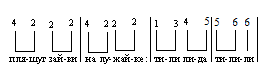 4 2 2 2 4 2 2 2 1 3 4 5 5 6 6
пля-шут зай-ки на лу-жай-ке: ти-ли-ли-да ти-ли-ли